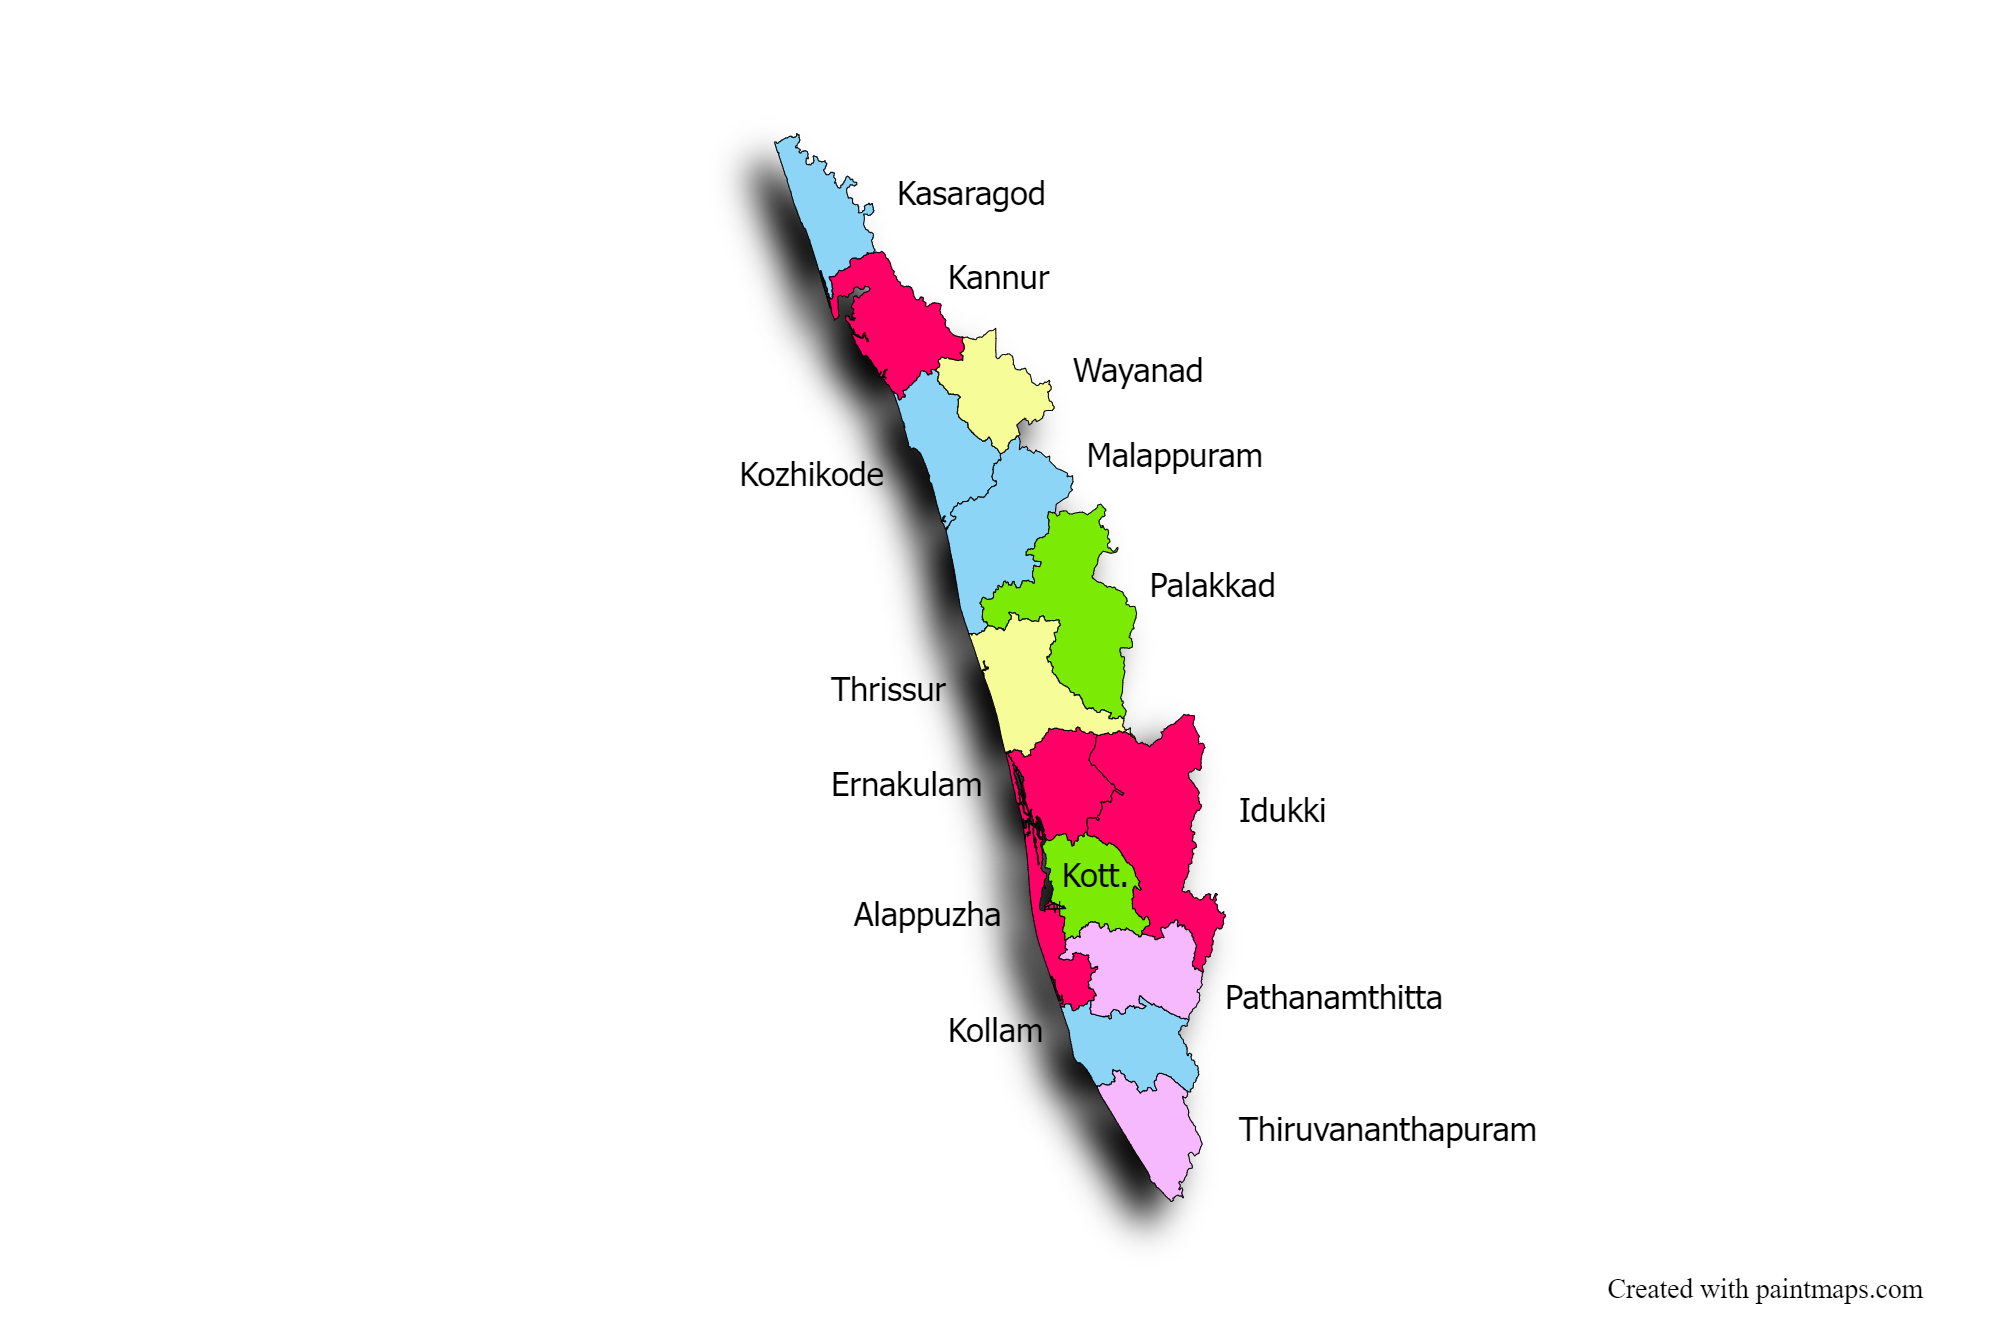 Kasaragod
Kannur
Wayanad
Malappuram
Kozhikode
Palakkad
Thrissur
Ernakulam
Idukki
Kott.
Alappuzha
Pathanamthitta
Kollam
Thiruvananthapuram
Created with paintmaps.com